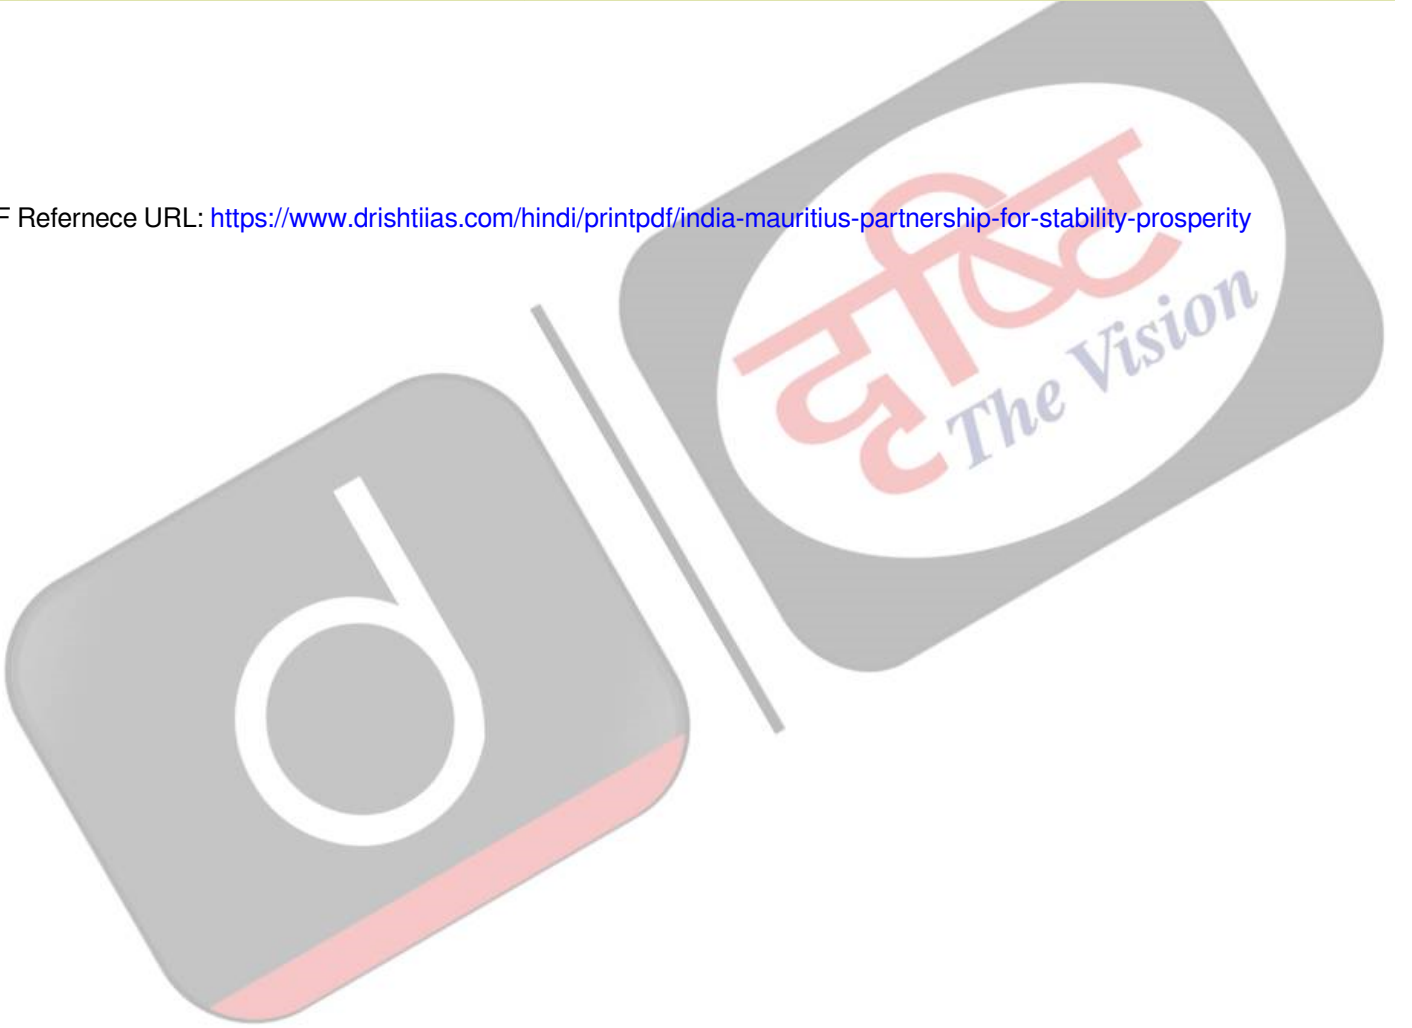 F Refernece URL: https://www.drishtiias.com/hindi/printpdf/india-mauritius-partnership-for-stability-prosperity
दृष्टि
The Vision
d